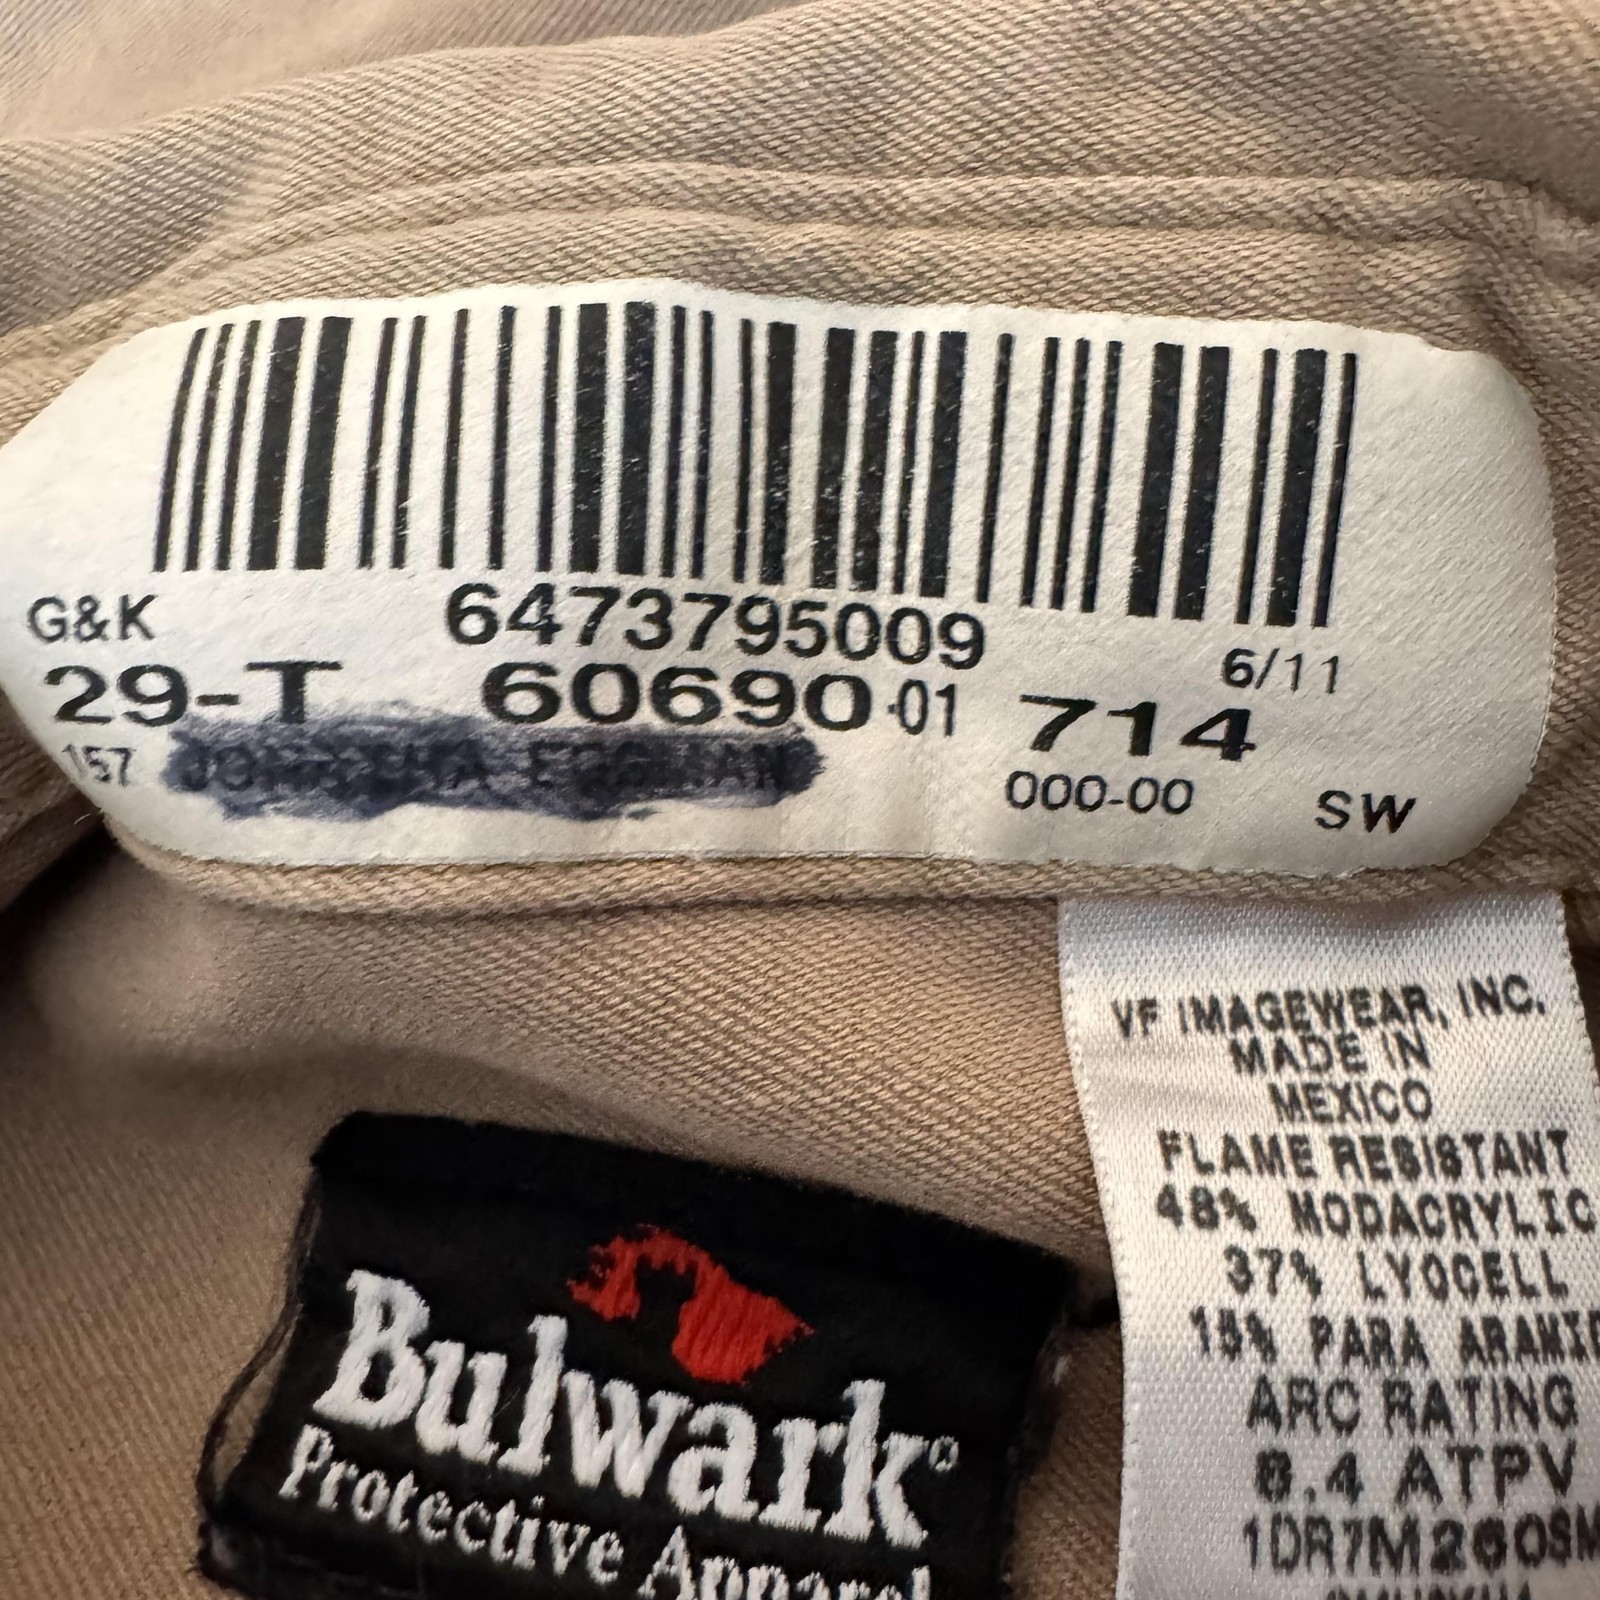 G&K 6473795009 6/11
29-T 60690-01 714
157 000-00 SW
VF IMAGEWEAR, INC.
MADE IN
MEXICO
FLAME RESISTANT
48% MODACRYLIC
37% LYOCELL
15% PARA ARAMID
ARC RATING
8.4 ATPV
1DR7M260SM
Bulwark®
Protective Apparel